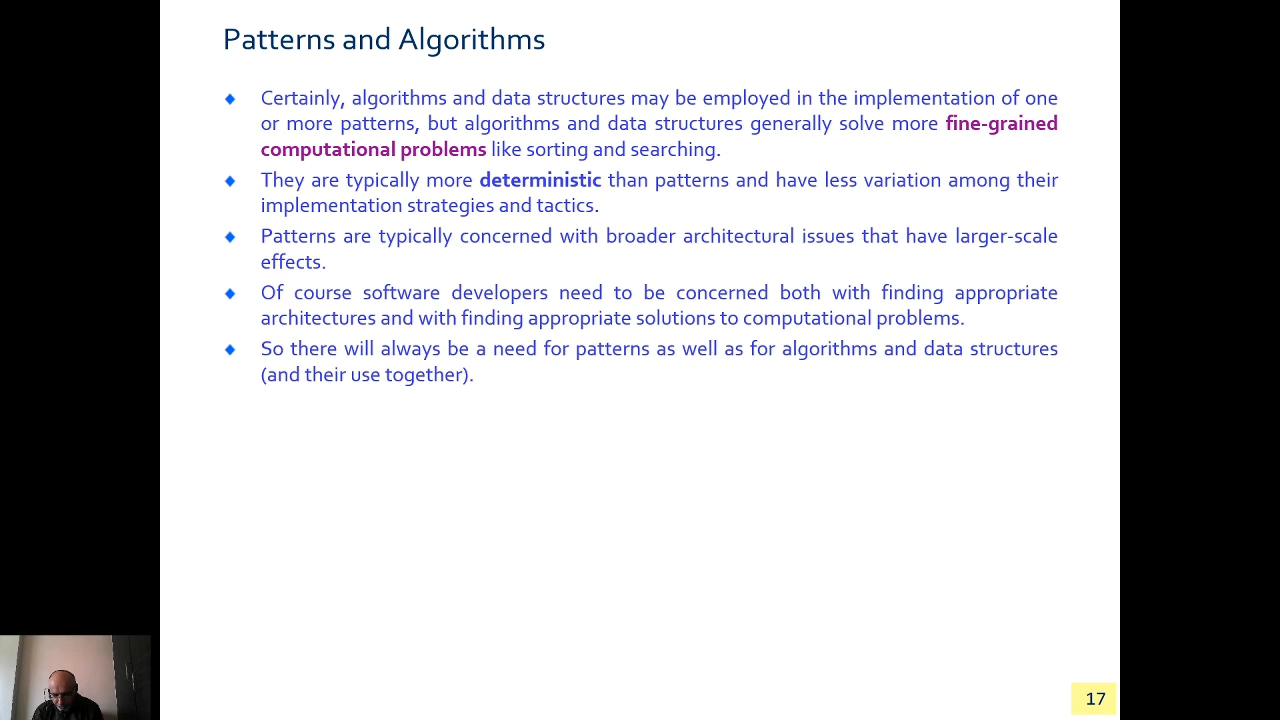 Patterns and Algorithms
Certainly, algorithms and data structures may be employed in the implementation of one
or more patterns, but algorithms and data structures generally solve more fine-grained
computational problems like sorting and searching.
They are typically more deterministic than patterns and have less variation among their
implementation strategies and tactics.
Patterns are typically concerned with broader architectural issues that have larger-scale
effects.
Of course software developers need to be concerned both with finding appropriate
architectures and with finding appropriate solutions to computational problems.
So there will always be a need for patterns as well as for algorithms and data structures
(and their use together).
17